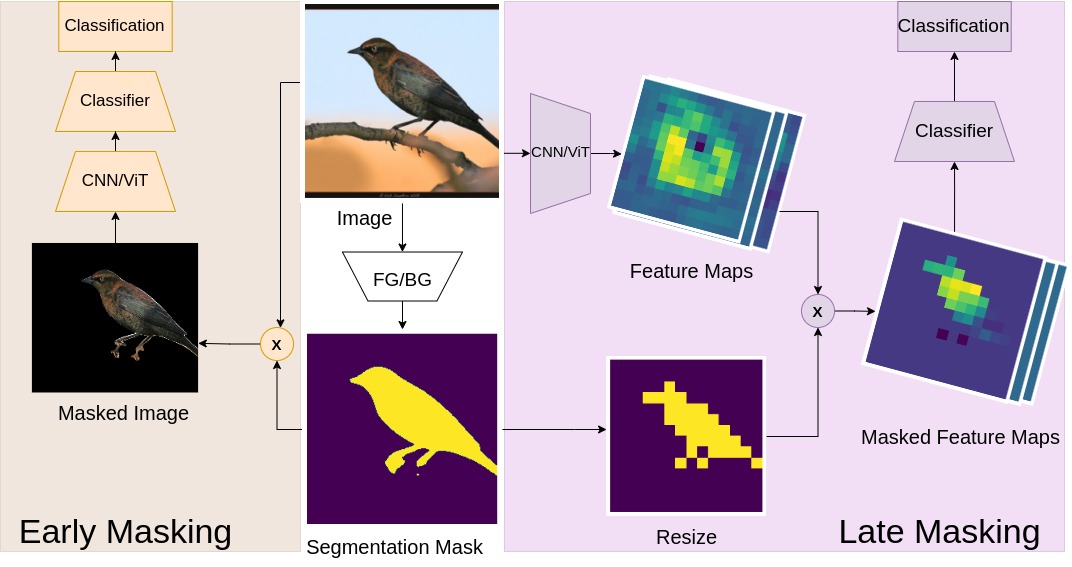 Classification
Classifier
CNN/ViT
Masked Image
Early Masking
X
Image
FG/BG
Segmentation Mask
CNN/ViT
Feature Maps
Resize
X
Classification
Classifier
Masked Feature Maps
Late Masking